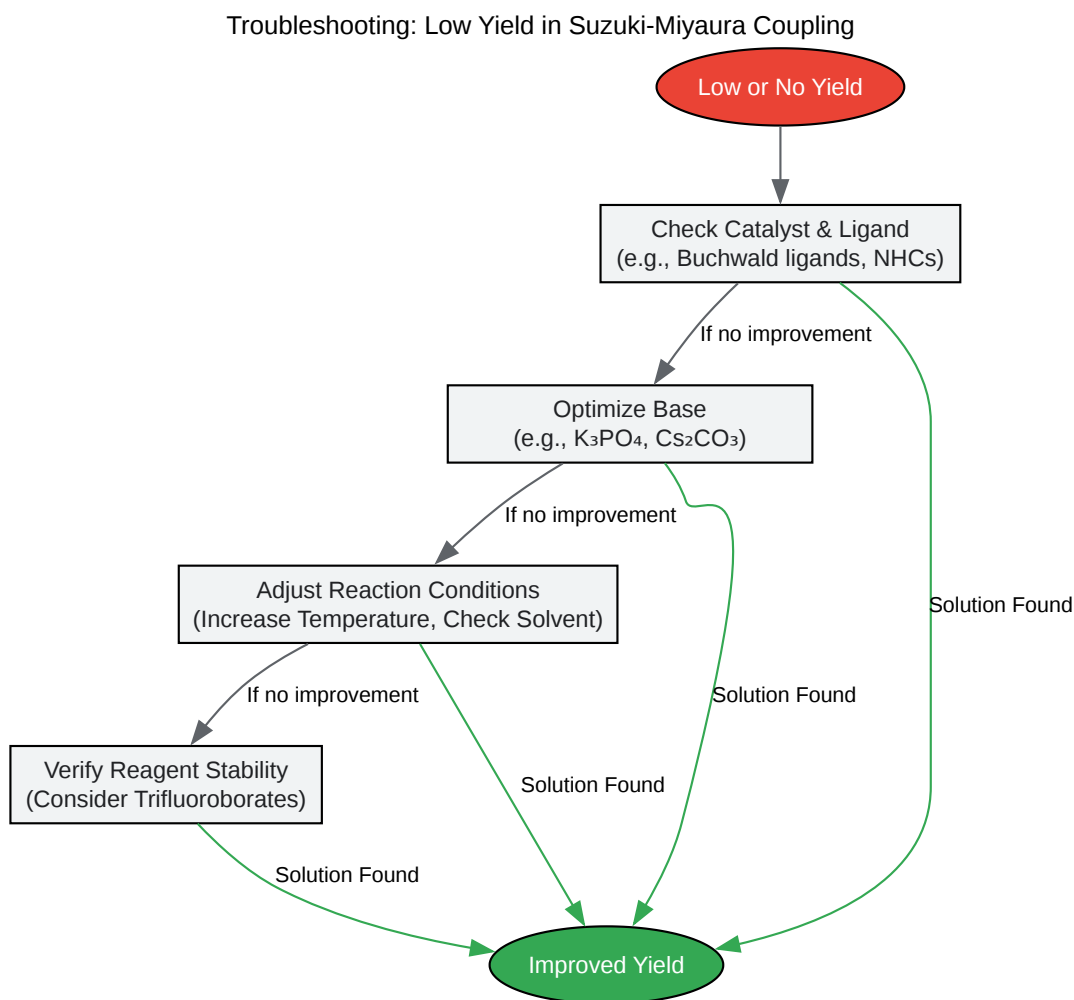 Troubleshooting: Low Yield in Suzuki-Miyaura Coupling
Low or No Yield
Check Catalyst & Ligand
(e.g., Buchwald ligands, NHCs)
If no improvement
Optimize Base
(e.g., K₃PO₄, Cs₂CO₃)
If no improvement
Adjust Reaction Conditions
(Increase Temperature, Check Solvent)
Solution Found
If no improvement
Solution Found
Verify Reagent Stability
(Consider Trifluoroborates)
Solution Found
Solution Found
Improved Yield